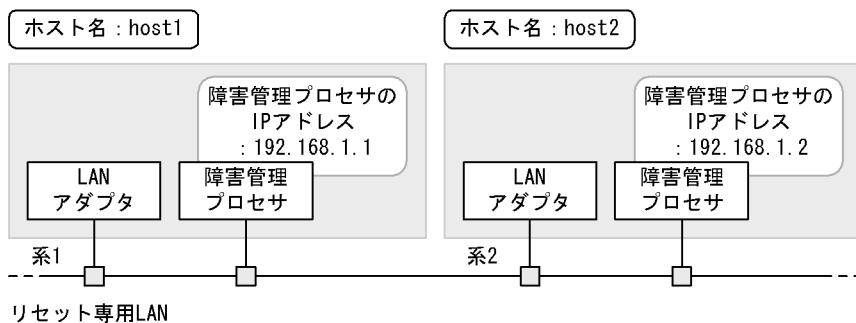 ホスト名：host1
ホスト名：host2
障害管理プロセサの
IPアドレス
：192.168.1.1
障害管理プロセサの
IPアドレス
：192.168.1.2
LAN
アダプタ
障害管理
プロセサ
LAN
アダプタ
障害管理
プロセサ
系1
系2
リセット専用LAN